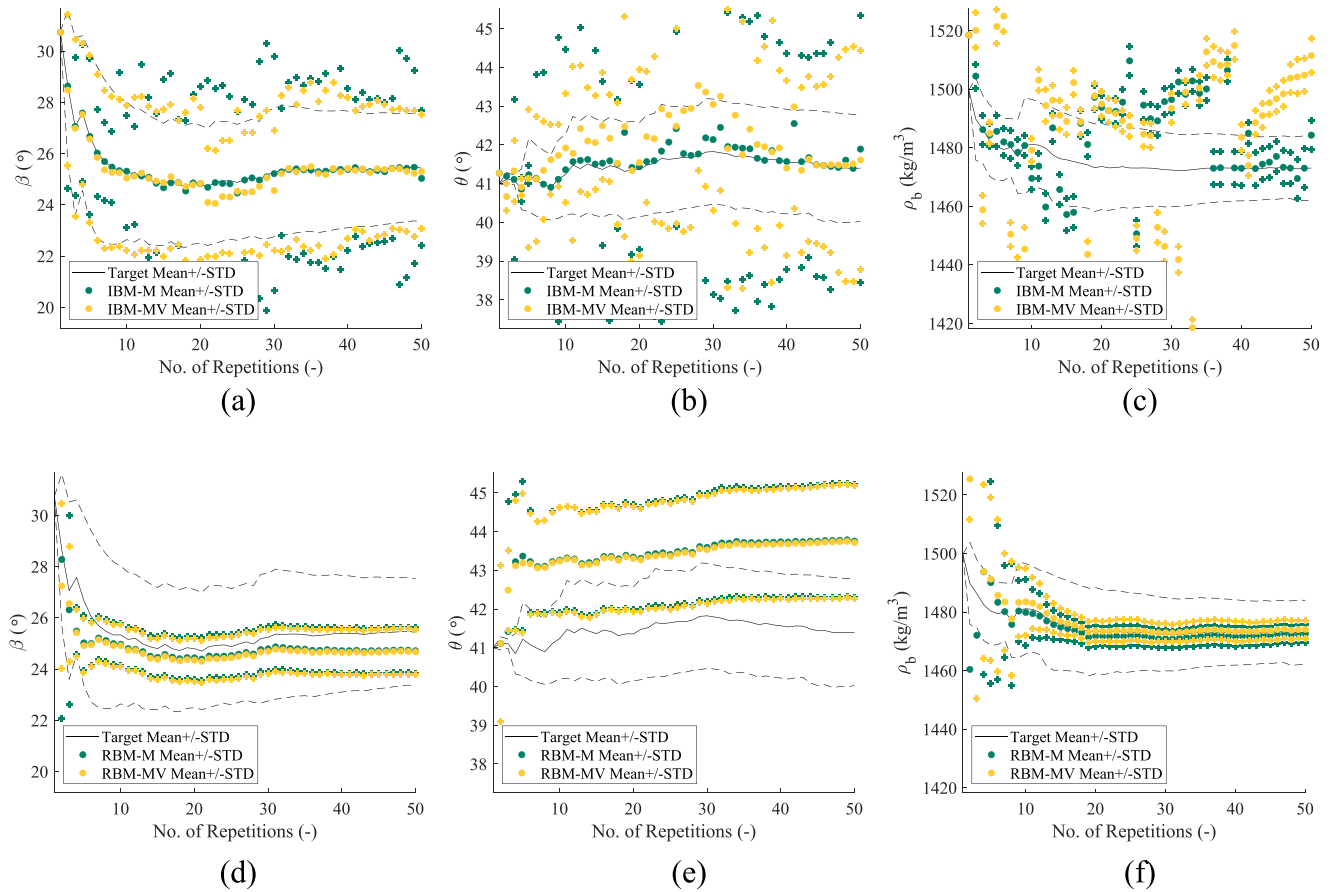 30
28
26
24
22
20
β (°)
Target Mean+/-STD
IBM-M Mean+/-STD
IBM-MV Mean+/-STD
10
20
30
40
50
No. of Repetitions (-)
(a)
45
44
43
42
41
40
39
38
θ (°)
Target Mean+/-STD
IBM-M Mean+/-STD
IBM-MV Mean+/-STD
10
20
30
40
50
No. of Repetitions (-)
(b)
1520
1500
1480
1460
1440
1420
ρb (kg/m3)
Target Mean+/-STD
IBM-M Mean+/-STD
IBM-MV Mean+/-STD
10
20
30
40
50
No. of Repetitions (-)
(c)
30
28
26
24
22
20
β (°)
Target Mean+/-STD
RBM-M Mean+/-STD
RBM-MV Mean+/-STD
10
20
30
40
50
No. of Repetitions (-)
(d)
45
44
43
42
41
40
39
38
θ (°)
Target Mean+/-STD
RBM-M Mean+/-STD
RBM-MV Mean+/-STD
10
20
30
40
50
No. of Repetitions (-)
(e)
1520
1500
1480
1460
1440
1420
ρb (kg/m3)
Target Mean+/-STD
RBM-M Mean+/-STD
RBM-MV Mean+/-STD
10
20
30
40
50
No. of Repetitions (-)
(f)